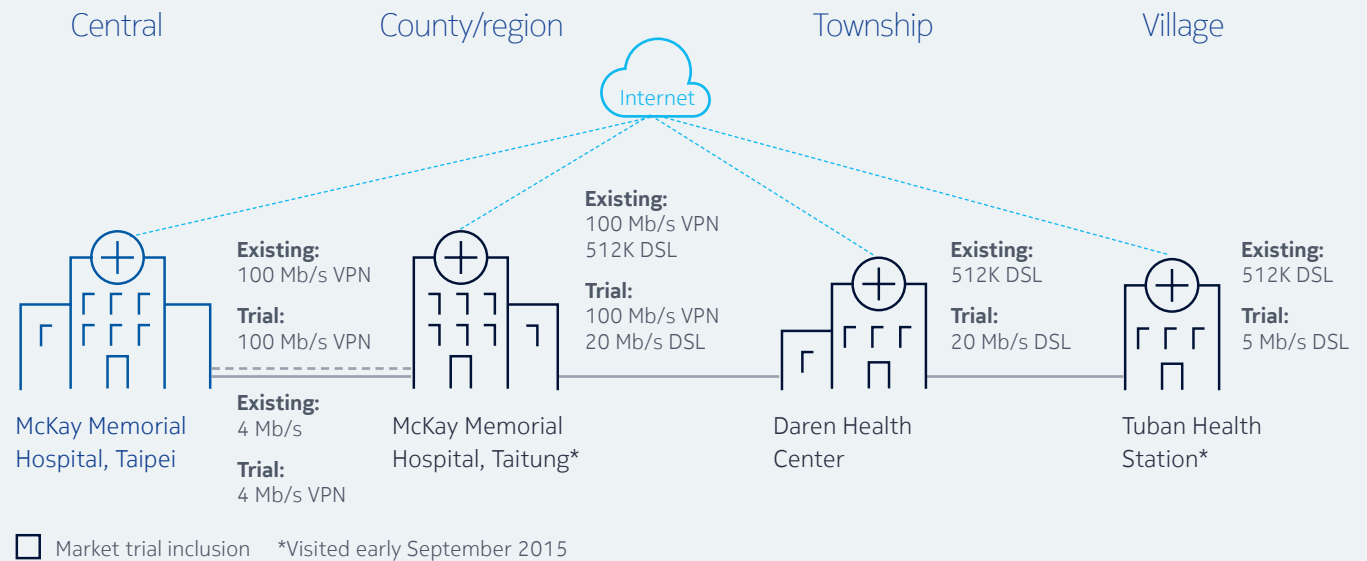 Central
County/region
Township
Village
Internet
Existing:
100 Mb/s VPN
Trial:
100 Mb/s VPN
Existing:
100 Mb/s VPN
512K DSL
Trial:
100 Mb/s VPN
20 Mb/s DSL
Existing:
512K DSL
Trial:
20 Mb/s DSL
Existing:
512K DSL
Trial:
5 Mb/s DSL
McKay Memorial
Hospital, Taipei
Existing:
4 Mb/s
Trial:
4 Mb/s VPN
McKay Memorial
Hospital, Taitung*
Daren Health
Center
Tuban Health
Station*
Market trial inclusion *Visited early September 2015